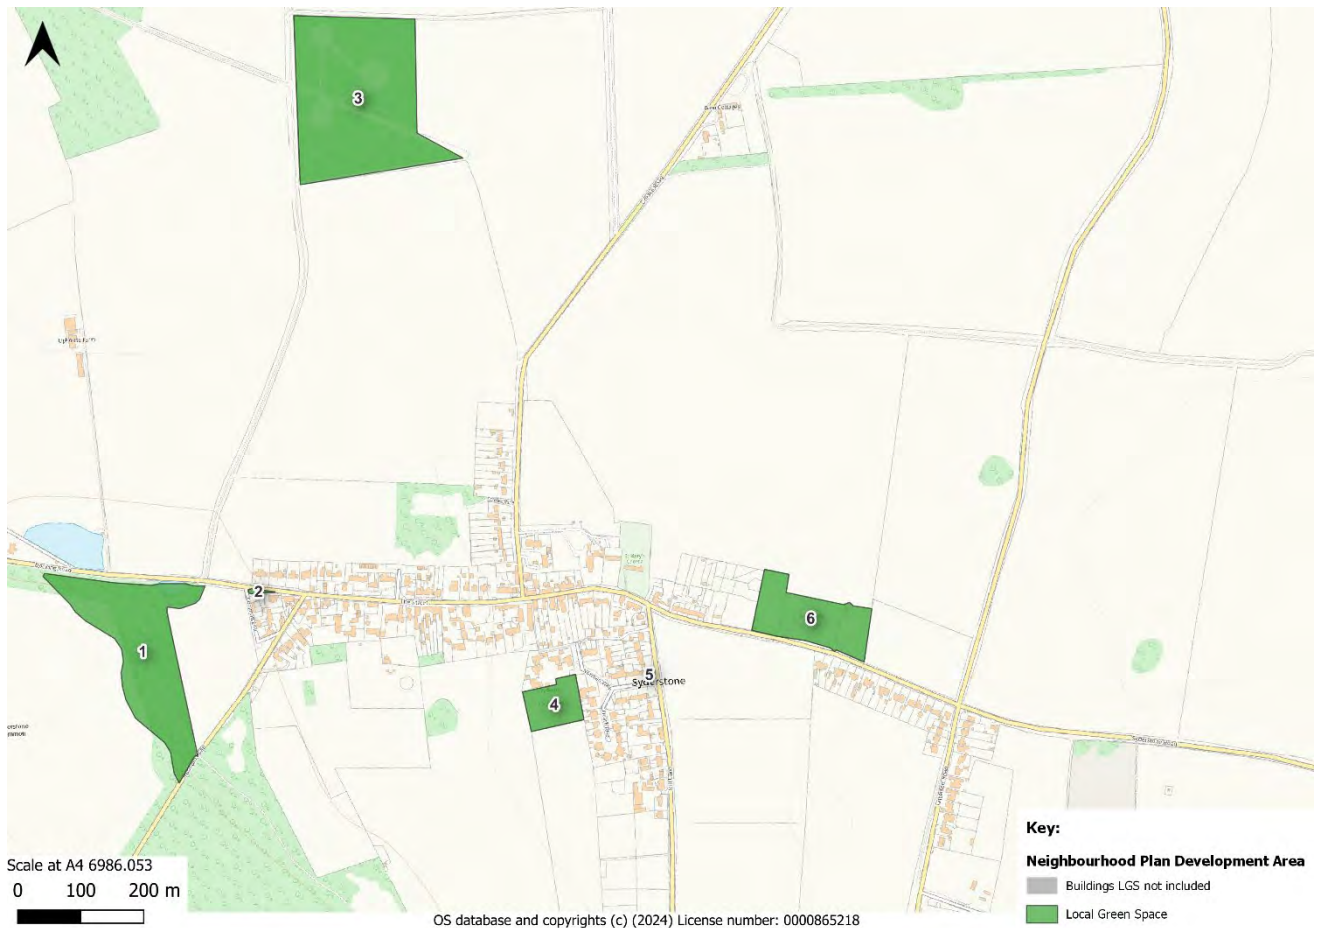 3
2
1
6
5
Syderstone
4
Key:
Neighbourhood Plan Development Area
Buildings LGS not included
Local Green Space
Scale at A4 6986.053
0 100 200 m
OS database and copyrights (c) (2024) License number: 0000865218